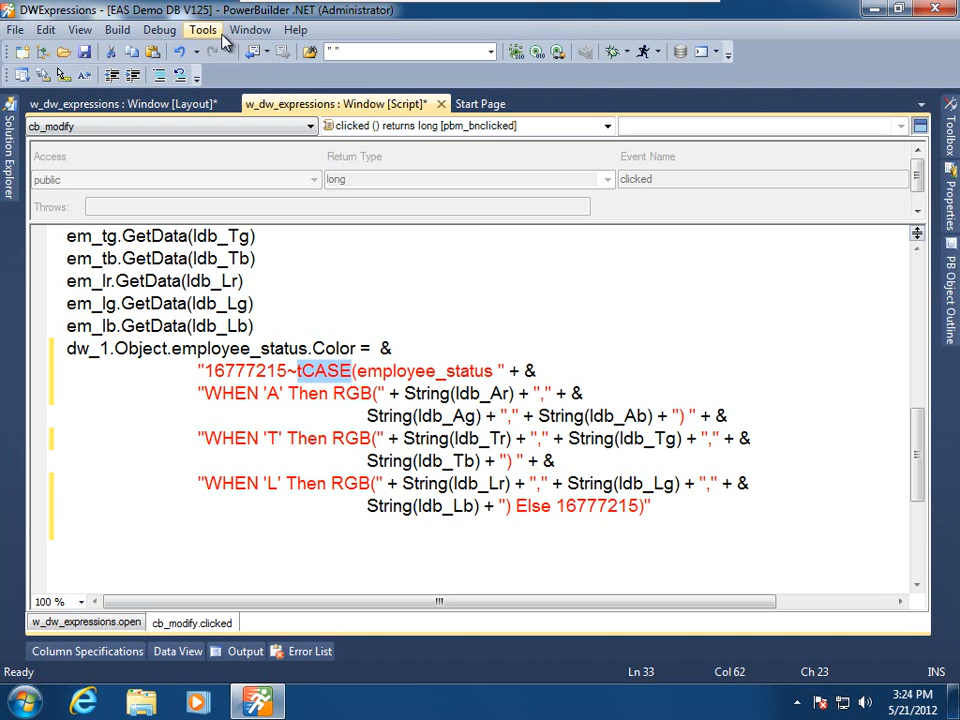 DWExpressions - [EAS Demo DB V125] - PowerBuilder .NET (Administrator)
File Edit View Build Debug Tools Window Help
" "
w_dw_expressions : Window [Layout]* w_dw_expressions : Window [Script]* Start Page
cb_modify clicked () returns long [pbm_bnclicked]
Access Return Type Event Name
public long clicked
Throws:
em_tg.GetData(ldb_Tg)
em_tb.GetData(ldb_Tb)
em_lr.GetData(ldb_Lr)
em_lg.GetData(ldb_Lg)
em_lb.GetData(ldb_Lb)
dw_1.Object.employee_status.Color = &
"16777215~tCASE(employee_status " + &
"WHEN 'A' Then RGB(" + String(ldb_Ar) + "," + &
String(ldb_Ag) + "," + String(ldb_Ab) + ") " + &
"WHEN 'T' Then RGB(" + String(ldb_Tr) + "," + String(ldb_Tg) + "," + &
String(ldb_Tb) + ") " + &
"WHEN 'L' Then RGB(" + String(ldb_Lr) + "," + String(ldb_Lg) + "," + &
String(ldb_Lb) + ") Else 16777215)"
100 %
w_dw_expressions.open cb_modify.clicked
Column Specifications Data View Output Error List
Ready Ln 33 Col 62 Ch 23 INS
3:24 PM
5/21/2012
Solution Explorer
Toolbox
Properties
PB Object Outline